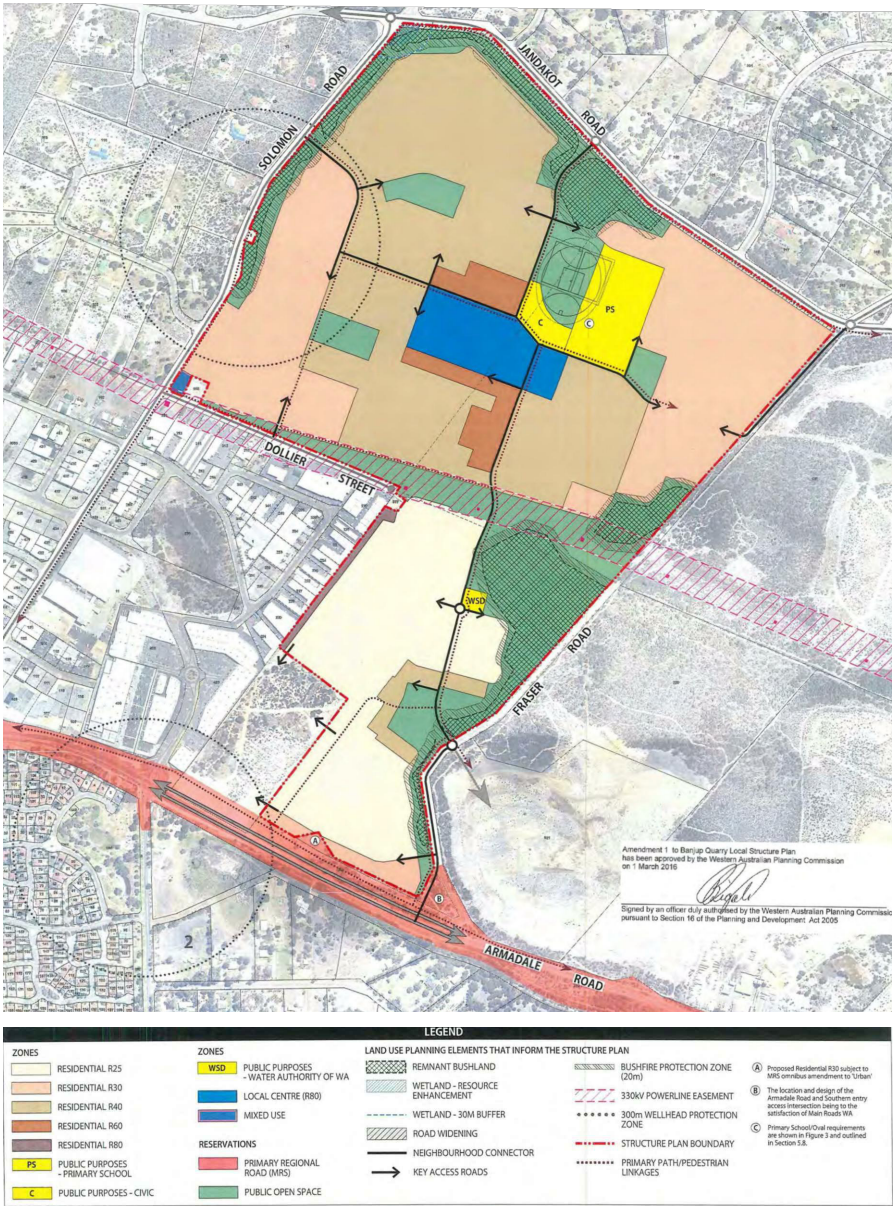 JANDAKOT
ROAD
SOLOMON
ROAD
PS
C
C
DOLLIER
STREET
WSD
FRASER
ROAD
A
B
2
ARMADALE
ROAD
Amendment 1 to Banjup Quarry Local Structure Plan
has been approved by the Western Australian Planning Commission
on 1 March 2016
Signed by an officer duly authorised by the Western Australian Planning Commissio
pursuant to Section 16 of the Planning and Development Act 2005
LEGEND
ZONES
RESIDENTIAL R25
RESIDENTIAL R30
RESIDENTIAL R40
RESIDENTIAL R60
RESIDENTIAL R80
PS PUBLIC PURPOSES
- PRIMARY SCHOOL
C PUBLIC PURPOSES - CIVIC
ZONES
WSD PUBLIC PURPOSES
- WATER AUTHORITY OF WA
LOCAL CENTRE (R80)
MIXED USE
RESERVATIONS
PRIMARY REGIONAL
ROAD (MRS)
PUBLIC OPEN SPACE
LAND USE PLANNING ELEMENTS THAT INFORM THE STRUCTURE PLAN
REMNANT BUSHLAND
WETLAND - RESOURCE
ENHANCEMENT
WETLAND - 30M BUFFER
ROAD WIDENING
NEIGHBOURHOOD CONNECTOR
KEY ACCESS ROADS
BUSHFIRE PROTECTION ZONE
(20m)
330kV POWERLINE EASEMENT
300m WELLHEAD PROTECTION
ZONE
STRUCTURE PLAN BOUNDARY
PRIMARY PATH/PEDESTRIAN
LINKAGES
A Proposed Residential R30 subject to
MRS omnibus amendment to 'Urban'
B The location and design of the
Armadale Road and Southern entry
access intersection being to the
satisfaction of Main Roads WA
C Primary School/Oval requirements
are shown in Figure 3 and outlined
in Section 5.8.